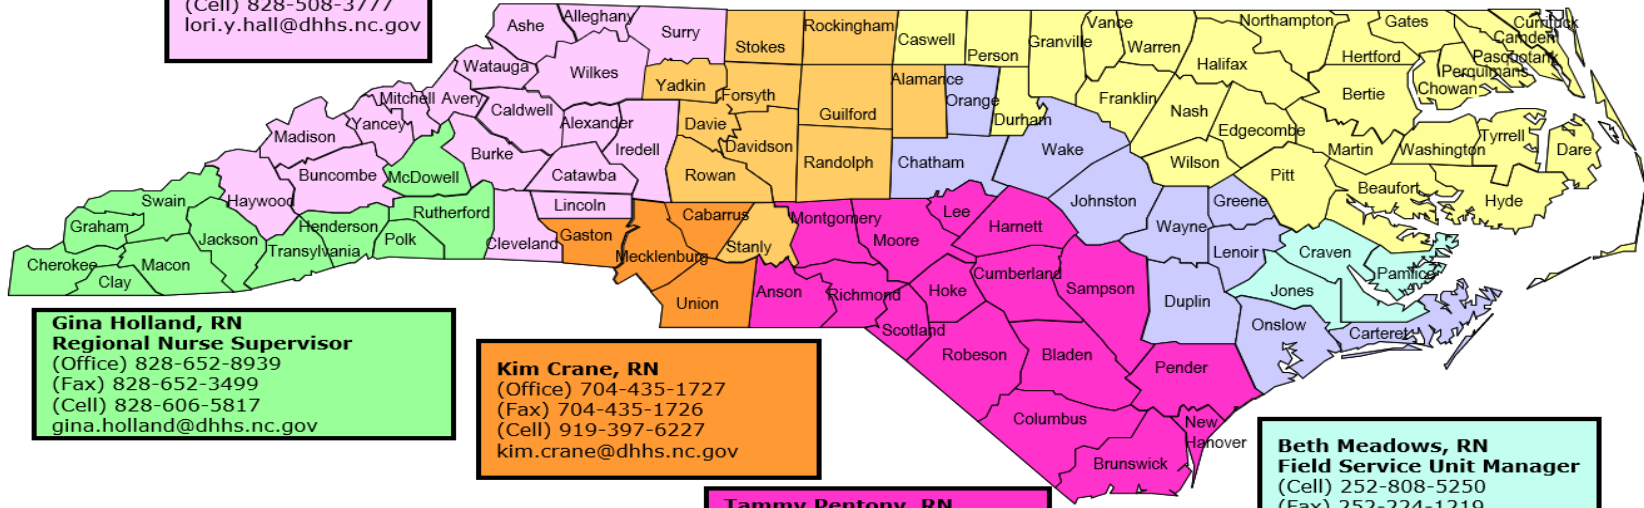 (Cell) 828-508-3777
lori.y.hall@dhhs.nc.gov
Ashe
Alleghany
Surry
Stokes
Rockingham
Caswell
Person
Granville
Vance
Warren
Northampton
Gates
Currituck
Camden
Pasquotank
Perquimans
Chowan
Hertford
Halifax
Bertie
Watauga
Wilkes
Yadkin
Forsyth
Guilford
Alamance
Orange
Durham
Franklin
Nash
Edgecombe
Martin
Washington
Tyrrell
Dare
Mitchell
Avery
Caldwell
Alexander
Iredell
Davie
Davidson
Randolph
Chatham
Wake
Wilson
Pitt
Beaufort
Hyde
Madison
Yancey
Burke
Catawba
Rowan
Buncombe
McDowell
Swain
Haywood
Rutherford
Lincoln
Cabarrus
Montgomery
Lee
Harnett
Johnston
Greene
Wayne
Graham
Jackson
Henderson
Transylvania
Polk
Cleveland
Gaston
Mecklenburg
Stanly
Moore
Lenoir
Craven
Pamlico
Cherokee
Macon
Clay
Union
Anson
Richmond
Hoke
Cumberland
Sampson
Duplin
Jones
Onslow
Carteret
Scotland
Robeson
Bladen
Pender
Columbus
New
Hanover
Brunswick
Gina Holland, RN
Regional Nurse Supervisor
(Office) 828-652-8939
(Fax) 828-652-3499
(Cell) 828-606-5817
gina.holland@dhhs.nc.gov
Kim Crane, RN
(Office) 704-435-1727
(Fax) 704-435-1726
(Cell) 919-397-6227
kim.crane@dhhs.nc.gov
Tammy Pentony, RN
Beth Meadows, RN
Field Service Unit Manager
(Cell) 252-808-5250
(Fax) 252-224-1219